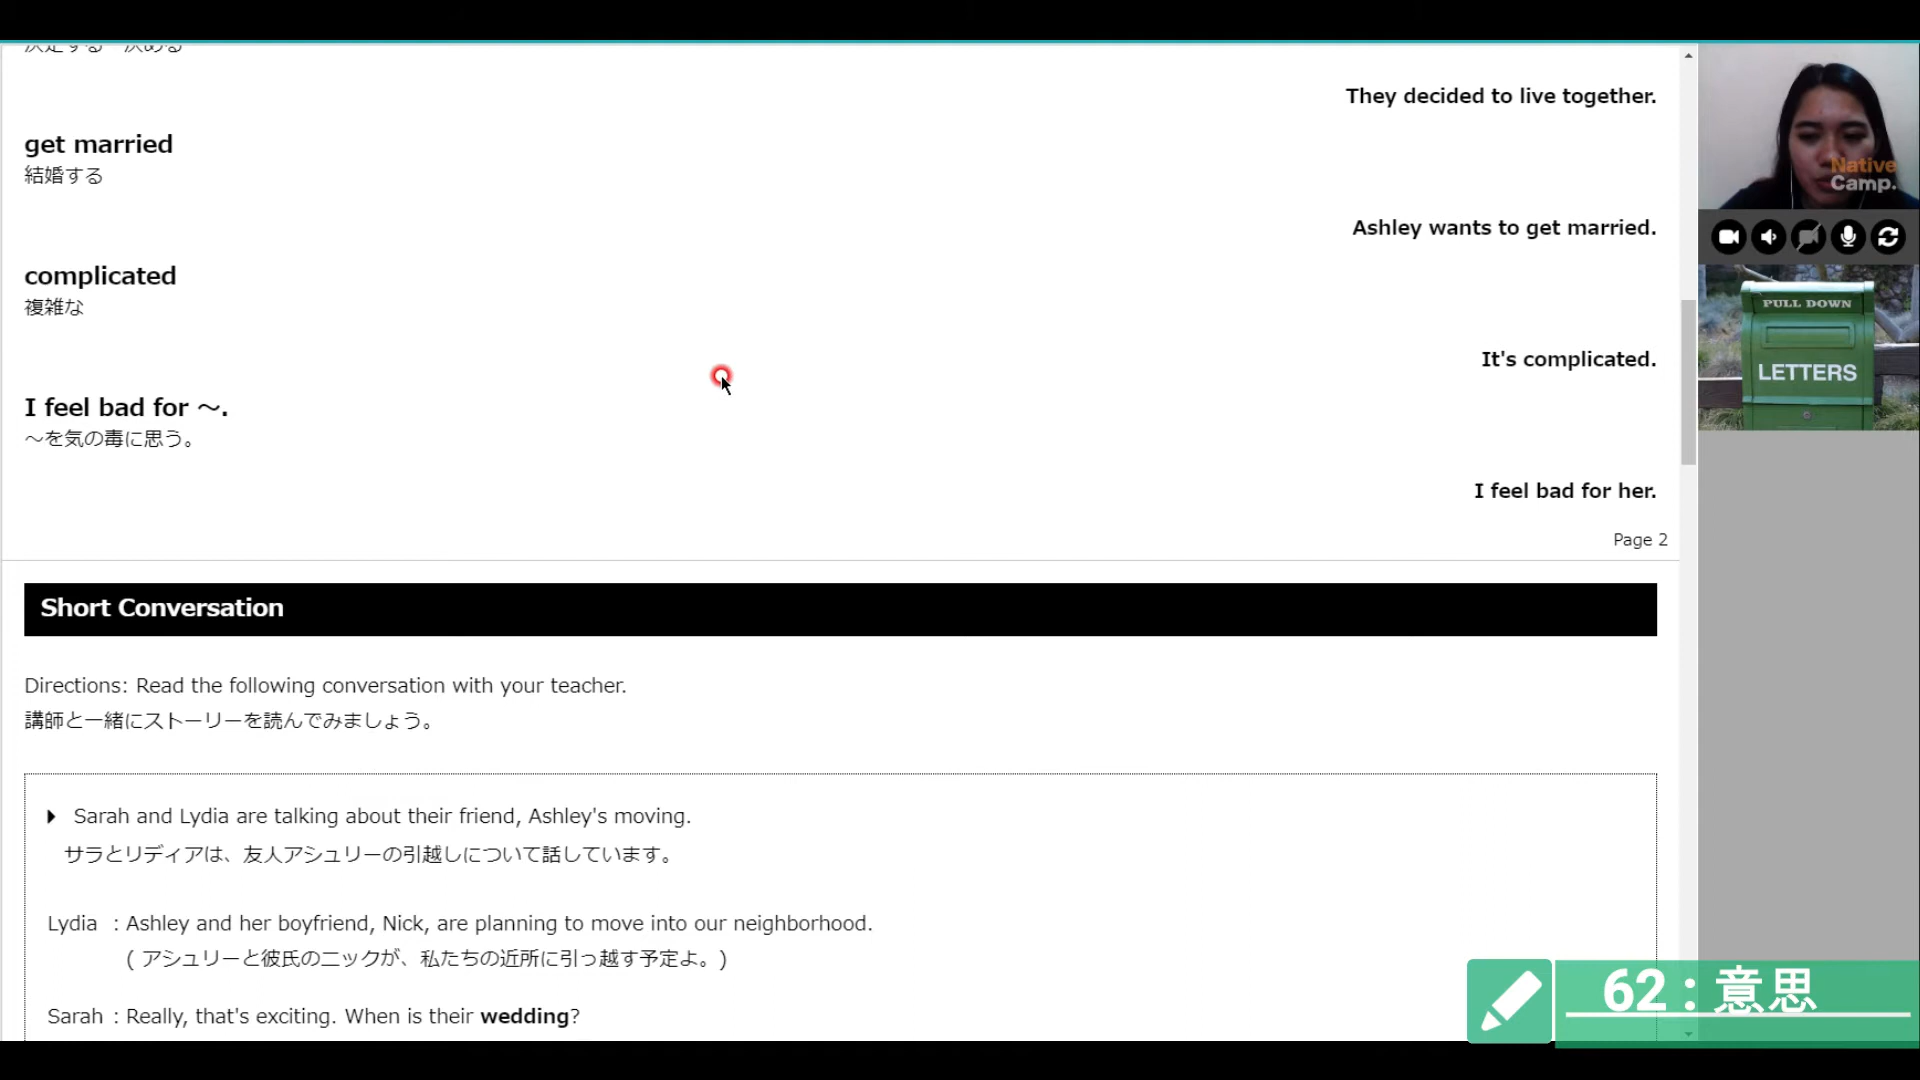 決定する 決める
They decided to live together.
get married
結婚する
Ashley wants to get married.
complicated
複雑な
It's complicated.
I feel bad for ～.
～を気の毒に思う。
I feel bad for her.
Page 2
Short Conversation
Directions: Read the following conversation with your teacher.
講師と一緒にストーリーを読んでみましょう。
Sarah and Lydia are talking about their friend, Ashley's moving.
サラとリディアは、友人アシュリーの引越しについて話しています。
Lydia : Ashley and her boyfriend, Nick, are planning to move into our neighborhood.
( アシュリーと彼氏のニックが、私たちの近所に引っ越す予定よ。)
Sarah : Really, that's exciting. When is their wedding?
Native
Camp.
PULL DOWN
LETTERS
62：意思